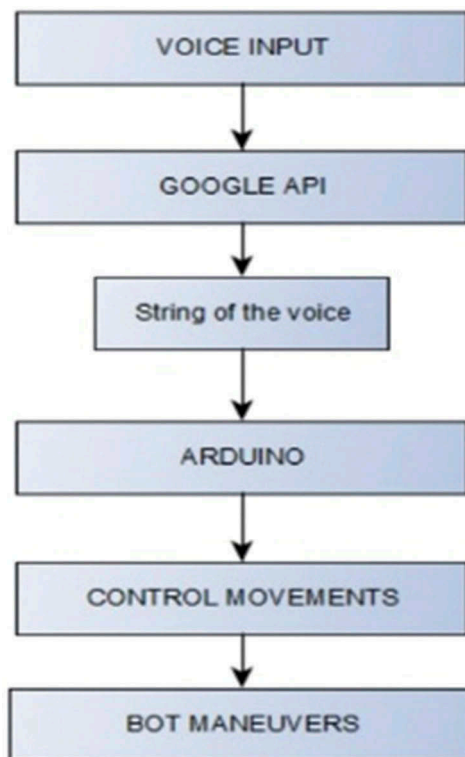 VOICE INPUT
GOOGLE API
String of the voice
ARDUINO
CONTROL MOVEMENTS
BOT MANEUVERS